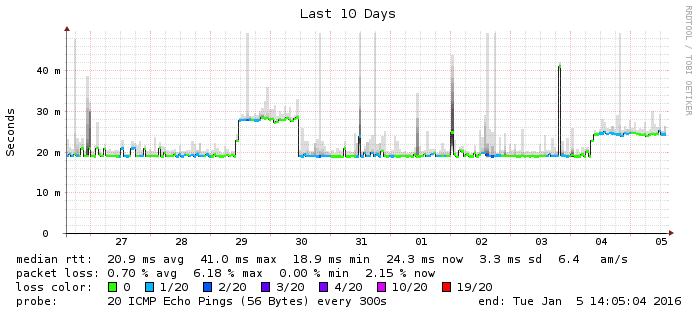 Last 10 Days
RRDTOOL / TOBI OETIKER
Seconds
40 m
30 m
20 m
10 m
0
27 28 29 30 31 01 02 03 04 05
median rtt: 20.9 ms avg 41.0 ms max 18.9 ms min 24.3 ms now 3.3 ms sd 6.4 am/s
packet loss: 0.70 % avg 6.18 % max 0.00 % min 2.15 % now
loss color: 0 1/20 2/20 3/20 4/20 10/20 19/20
probe: 20 ICMP Echo Pings (56 Bytes) every 300s end: Tue Jan 5 14:05:04 2016